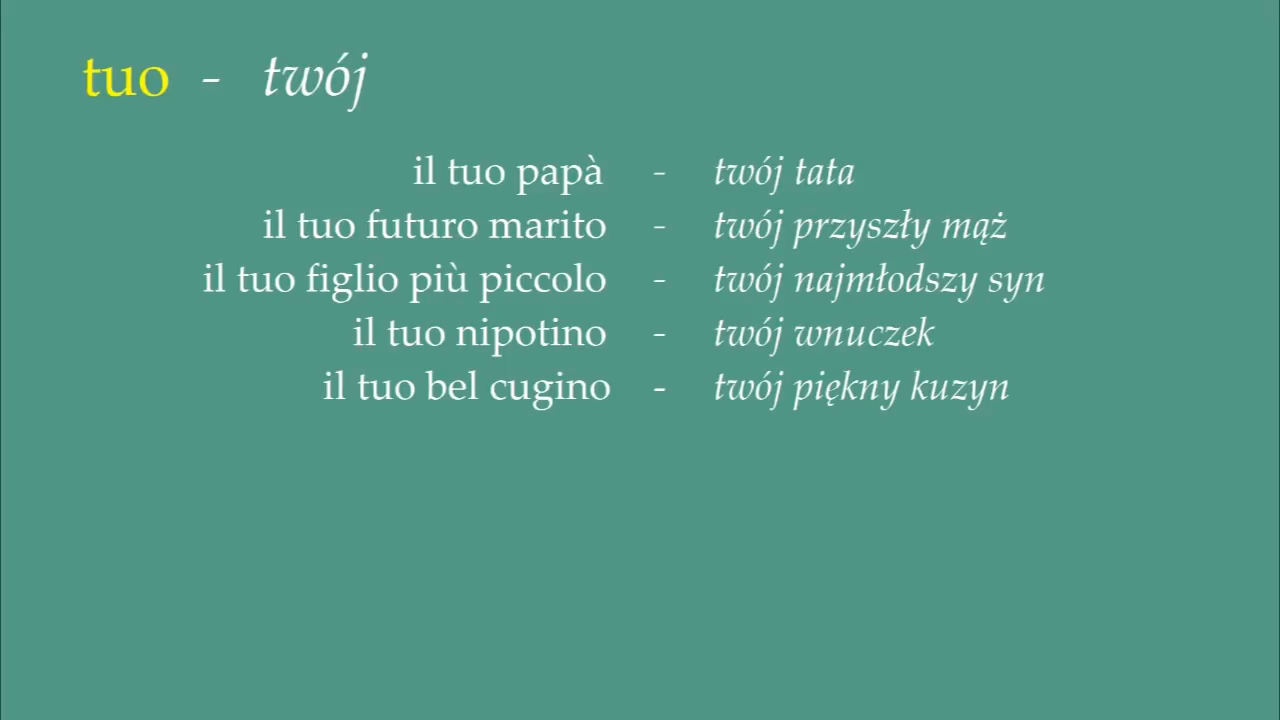 tuo - twój
il tuo papà - twój tata
il tuo futuro marito - twój przyszły mąż
il tuo figlio più piccolo - twój najmłodszy syn
il tuo nipotino - twój wnuczek
il tuo bel cugino - twój piękny kuzyn